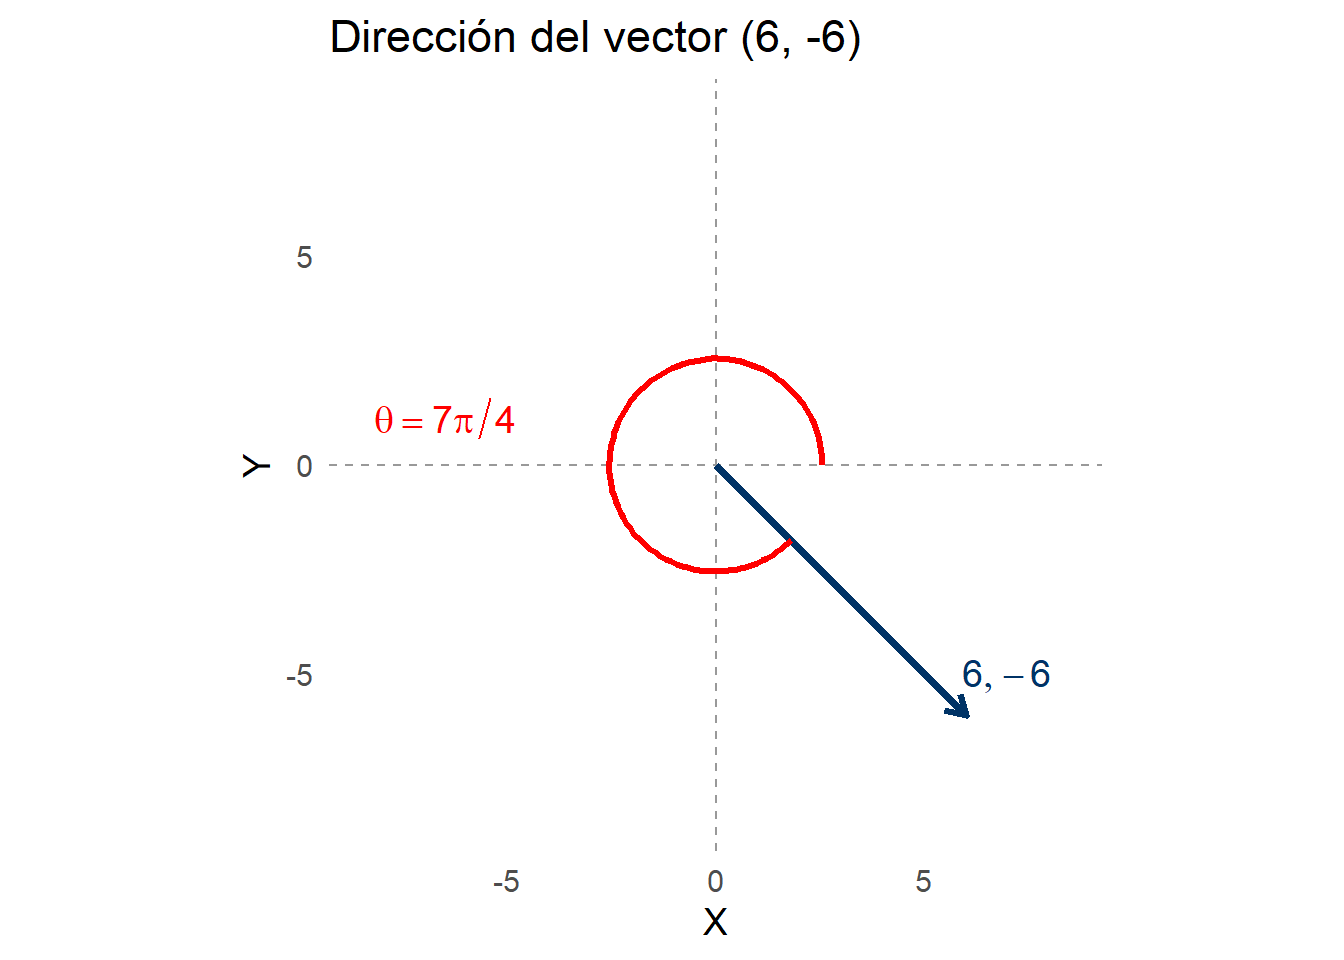 Dirección del vector (6, -6)
5
θ = 7π/4
Y
0
-5
6, −6
-5 0 5
X